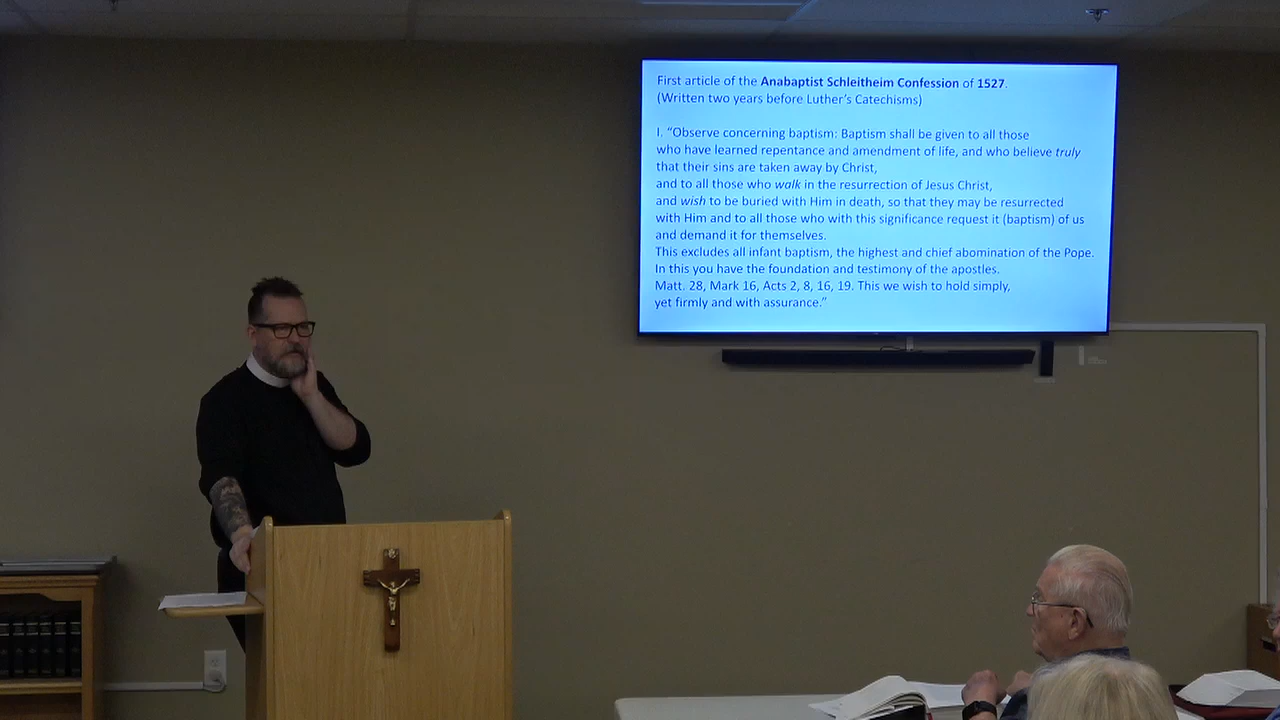 First article of the Anabaptist Schleitheim Confession of 1527.
(Written two years before Luther's Catechisms)
I. “Observe concerning baptism: Baptism shall be given to all those
who have learned repentance and amendment of life, and who believe truly
that their sins are taken away by Christ,
and to all those who walk in the resurrection of Jesus Christ,
and wish to be buried with Him in death, so that they may be resurrected
with Him and to all those who with this significance request it (baptism) of us
and demand it for themselves.
This excludes all infant baptism, the highest and chief abomination of the Pope.
In this you have the foundation and testimony of the apostles.
Matt. 28, Mark 16, Acts 2, 8, 16, 19. This we wish to hold simply,
yet firmly and with assurance.”